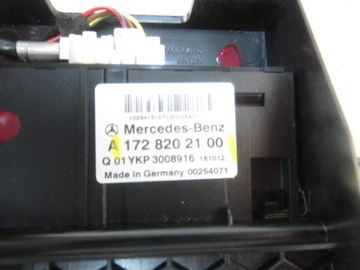 Mercedes-Benz
A 172 820 21 00
Q 01 YKP 3008916 161012
Made in Germany 00254071